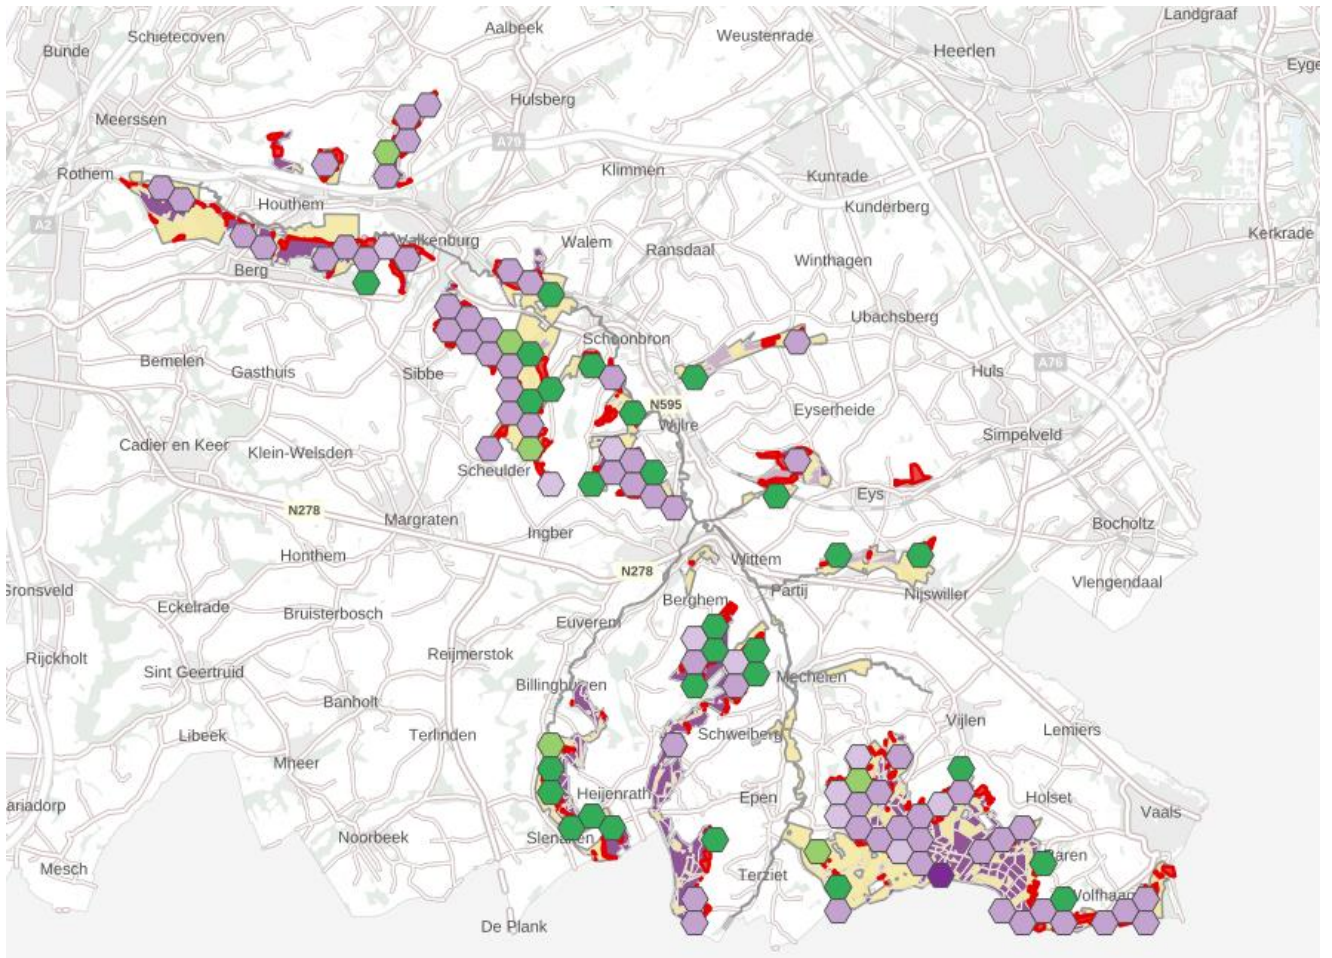 Landgraaf
Schietecoven
Aalbeek
Weustenrade
Bunde
Heerlen
Hulsberg
Meerssen
A79
Rothem
Klimmen
Kunrade
Houthem
Kunderberg
A2
Kerkrade
Valkenburg
Walem
Ransdaal
Berg
Winthagen
Ubachsberg
Schoonbron
Bemelen
A76
Gasthuis
Sibbe
Huls
N595
Eyserheide
Wijlre
Simpelveld
Cadier en Keer
Klein-Welsden
Scheulder
Eys
N278
Margraten
Bocholtz
Ingber
Honthem
Wittem
N278
Vlengendaal
Partij
Nijswiller
Berghem
Eckelrade
Bruisterbosch
Euverem
Rijckholt
Reijmerstok
Sint Geertruid
Mechelen
Banholt
Vijlen
Lemiers
Libeek
Terlinden
Schweiberg
Mheer
Heijenrath
Epen
Holset
Vaals
Noorbeek
Mesch
Terziet
De Plank